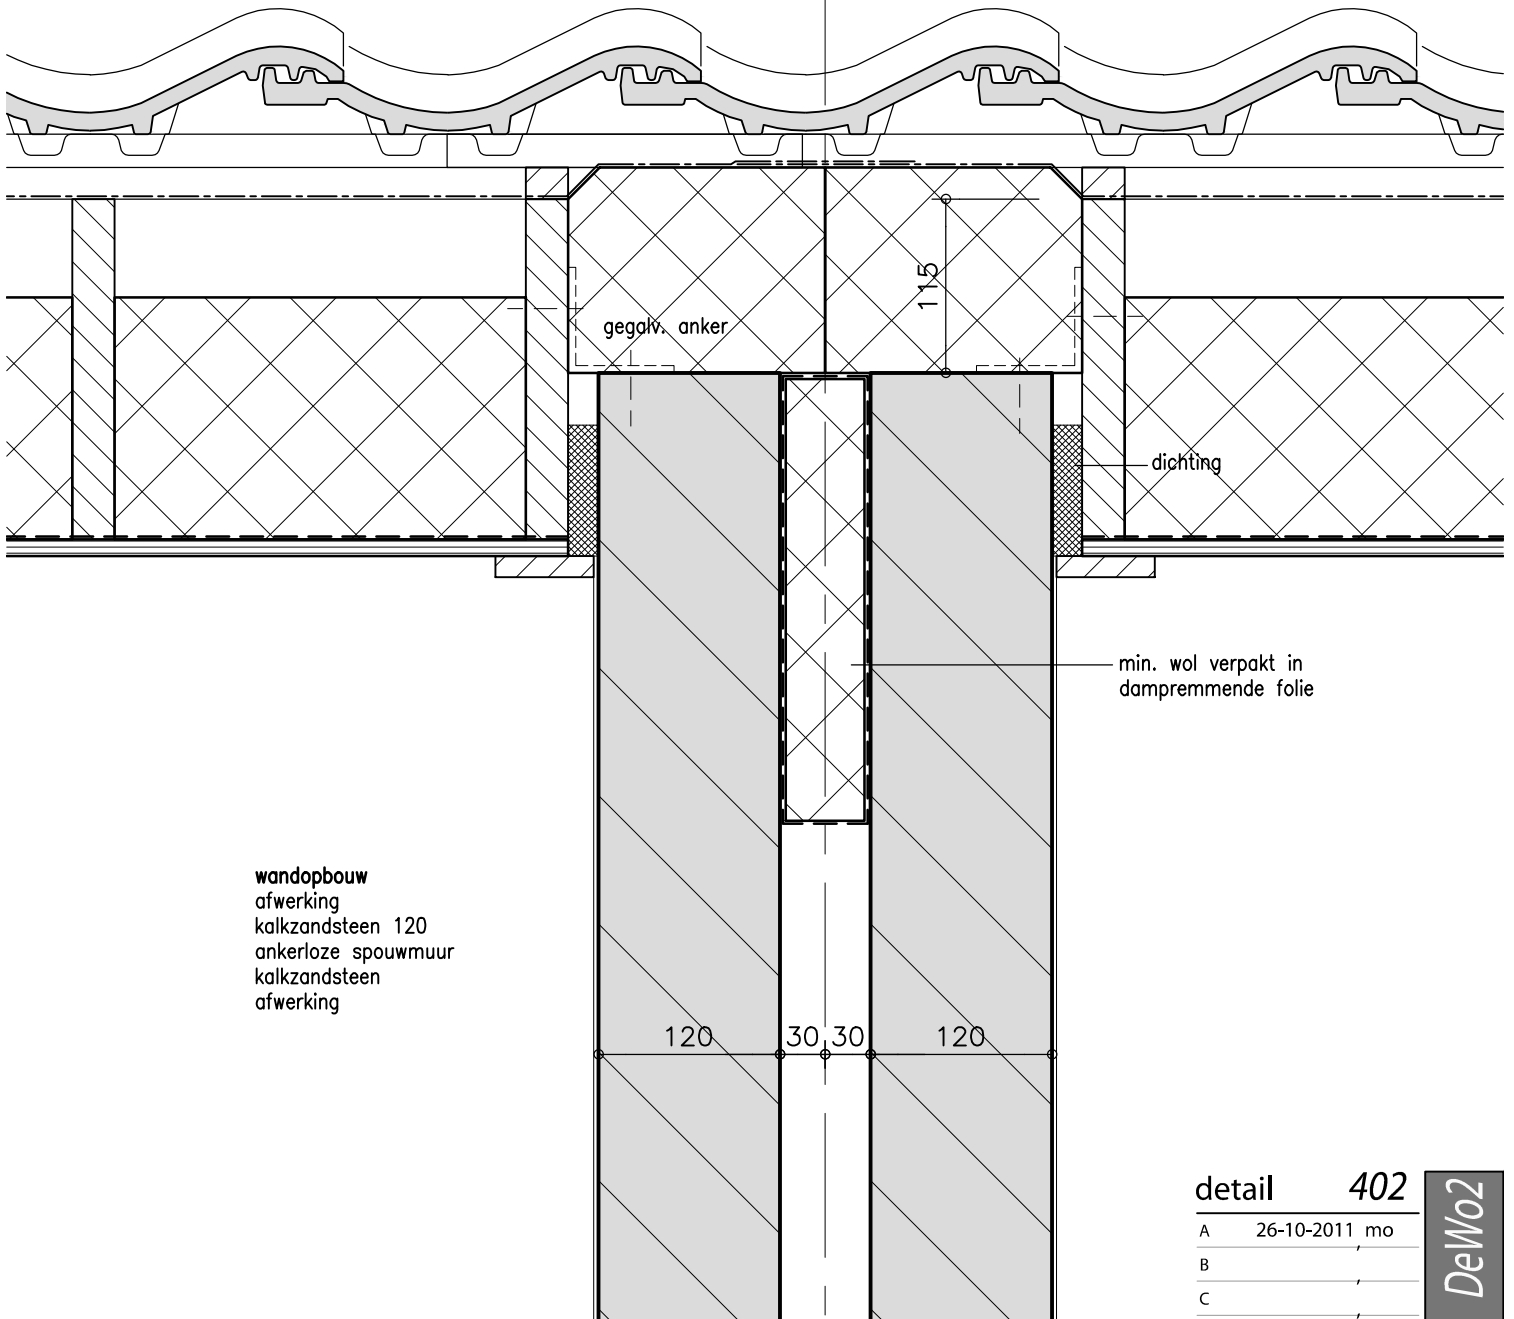 115
gegalv. anker
dichting
min. wol verpakt in
dampremmende folie
wandopbouw
afwerking
kalkzandsteen 120
ankerloze spouwmuur
kalkzandsteen
afwerking
120 30 30 120
detail 402
A 26-10-2011 mo
B
C
DeWo2